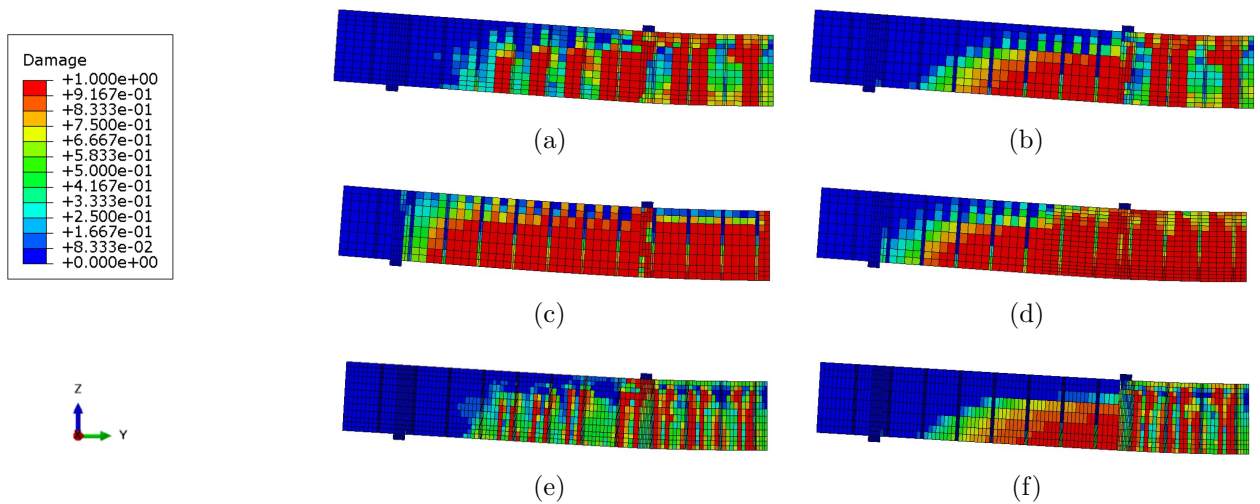 Damage
+1.000e+00
+9.167e-01
+8.333e-01
+7.500e-01
+6.667e-01
+5.833e-01
+5.000e-01
+4.167e-01
+3.333e-01
+2.500e-01
+1.667e-01
+8.333e-02
+0.000e+00
(a)
(b)
(c)
(d)
Z
X
Y
(e)
(f)